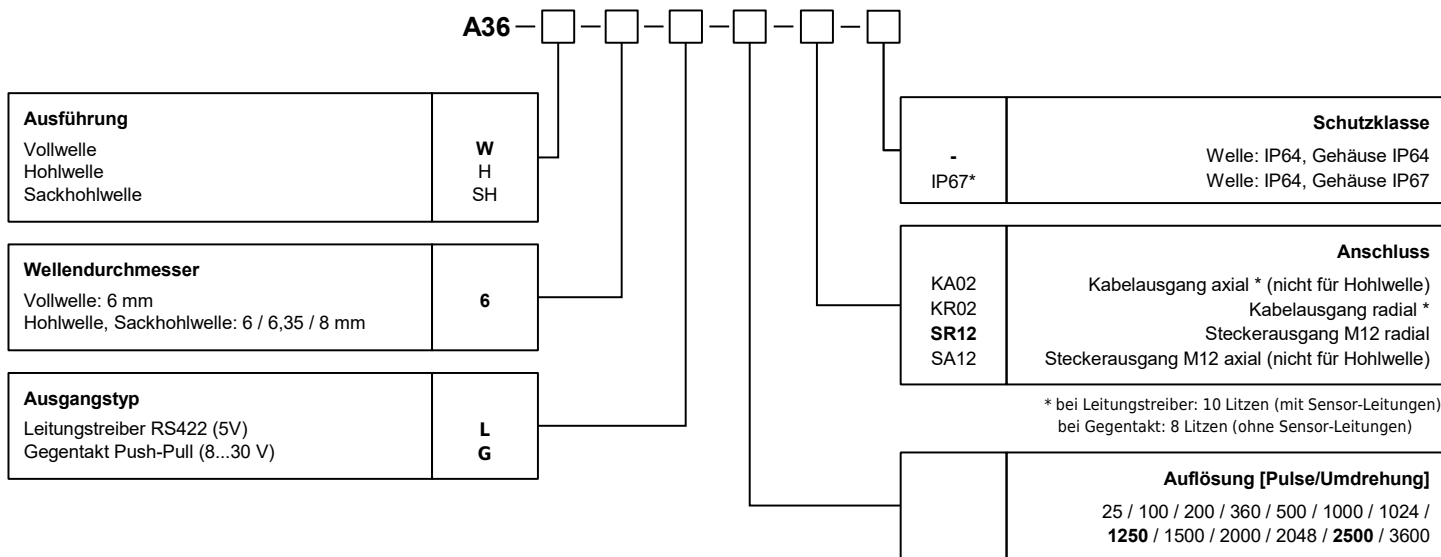 A36 – – – – – –
Ausführung
Vollwelle W
Hohlwelle H
Sackhohlwelle SH
Wellendurchmesser
Vollwelle: 6 mm
6
Hohlwelle, Sackhohlwelle: 6 / 6,35 / 8 mm
Ausgangstyp
Leitungstreiber RS422 (5V) L
Gegentakt Push-Pull (8...30 V) G
Schutzklasse
- Welle: IP64, Gehäuse IP64
IP67* Welle: IP64, Gehäuse IP67
Anschluss
KA02 Kabelausgang axial * (nicht für Hohlwelle)
KR02 Kabelausgang radial *
SR12 Steckerausgang M12 radial
SA12 Steckerausgang M12 axial (nicht für Hohlwelle)
* bei Leitungstreiber: 10 Litzen (mit Sensor-Leitungen)
bei Gegentakt: 8 Litzen (ohne Sensor-Leitungen)
Auflösung [Pulse/Umdrehung]
25 / 100 / 200 / 360 / 500 / 1000 / 1024 /
1250 / 1500 / 2000 / 2048 / 2500 / 3600